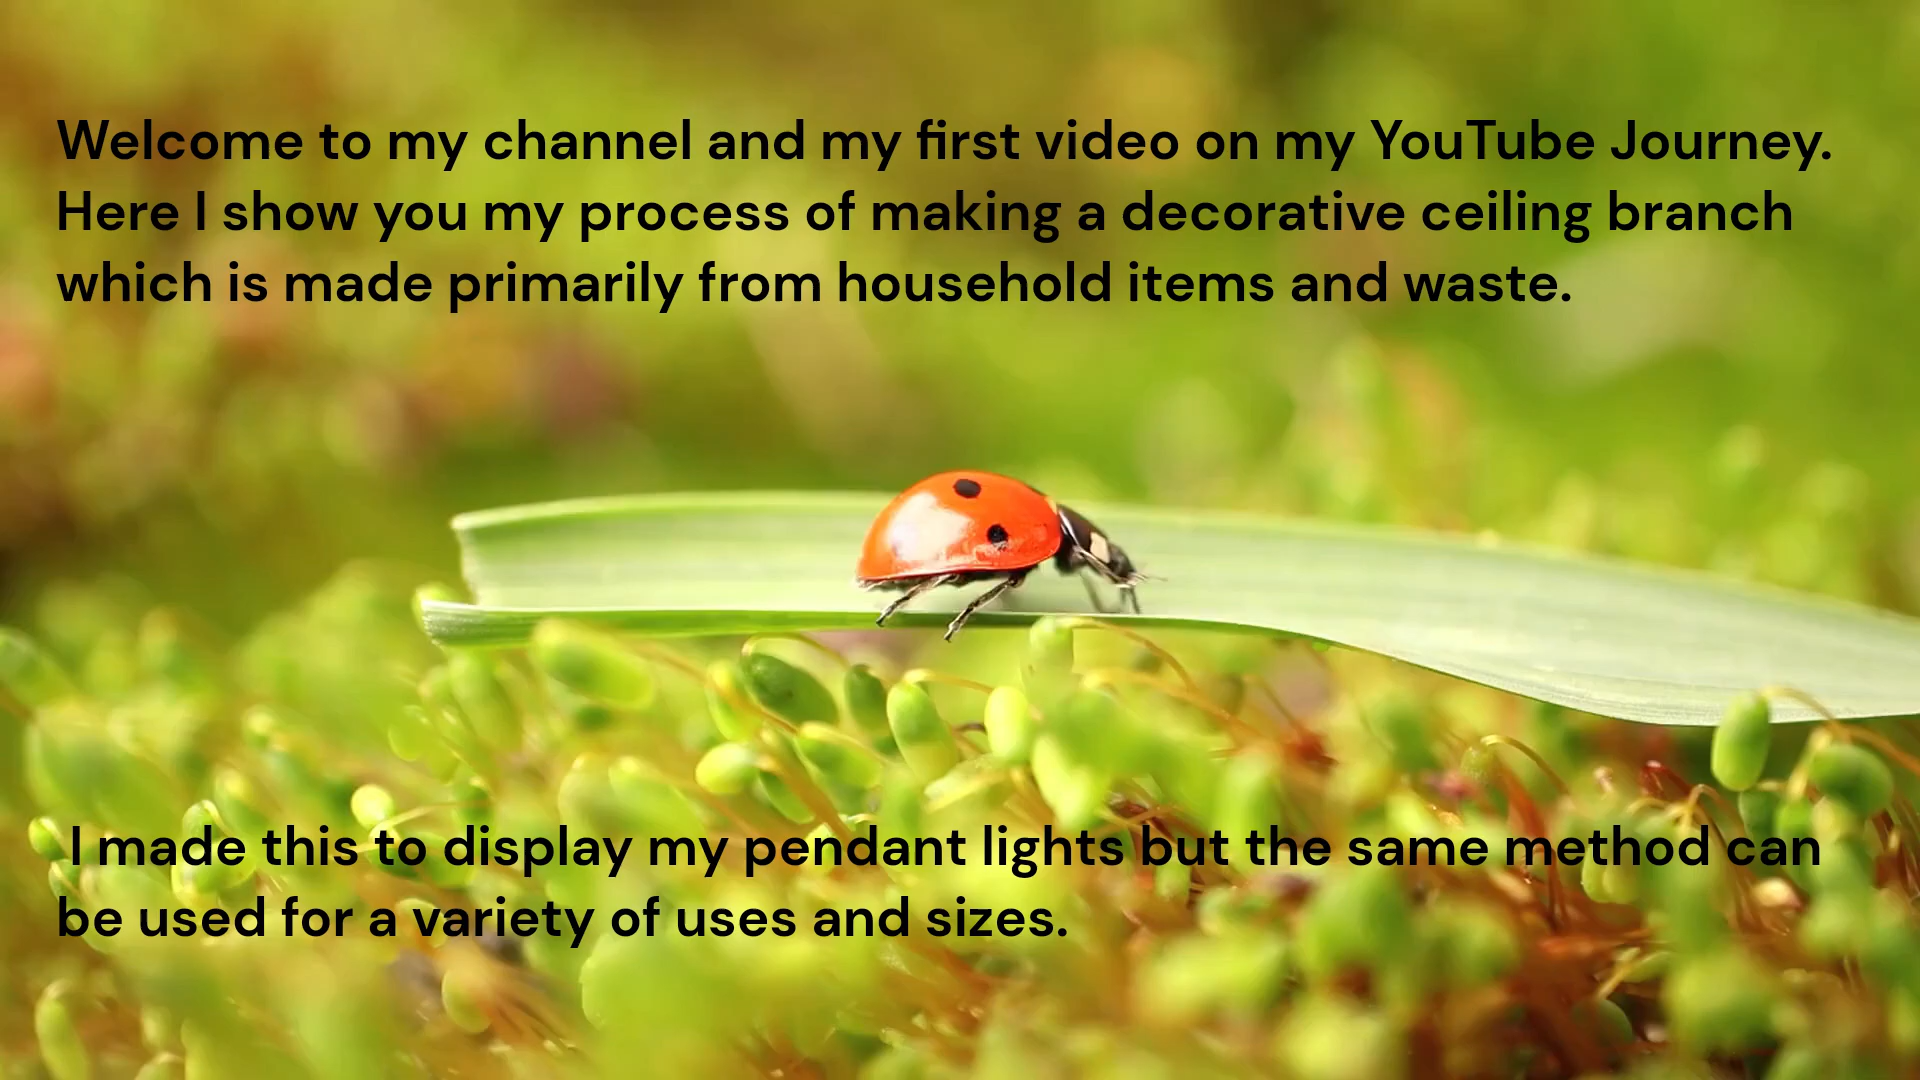 Welcome to my channel and my first video on my YouTube Journey.
Here I show you my process of making a decorative ceiling branch
which is made primarily from household items and waste.
I made this to display my pendant lights but the same method can
be used for a variety of uses and sizes.